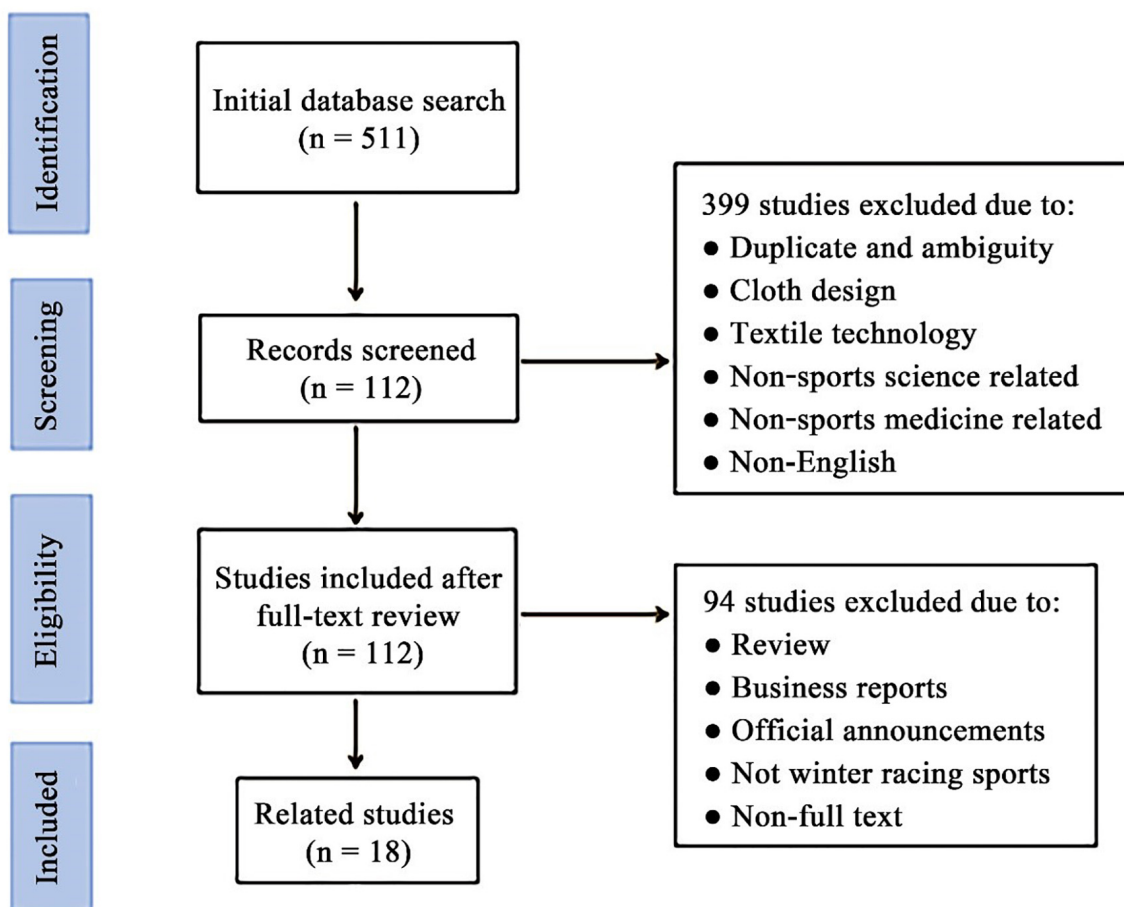 Identification
Initial database search
(n = 511)
399 studies excluded due to:
● Duplicate and ambiguity
● Cloth design
● Textile technology
● Non-sports science related
● Non-sports medicine related
● Non-English
Screening
Records screened
(n = 112)
Eligibility
Studies included after
full-text review
(n = 112)
94 studies excluded due to:
● Review
● Business reports
● Official announcements
● Not winter racing sports
● Non-full text
Included
Related studies
(n = 18)